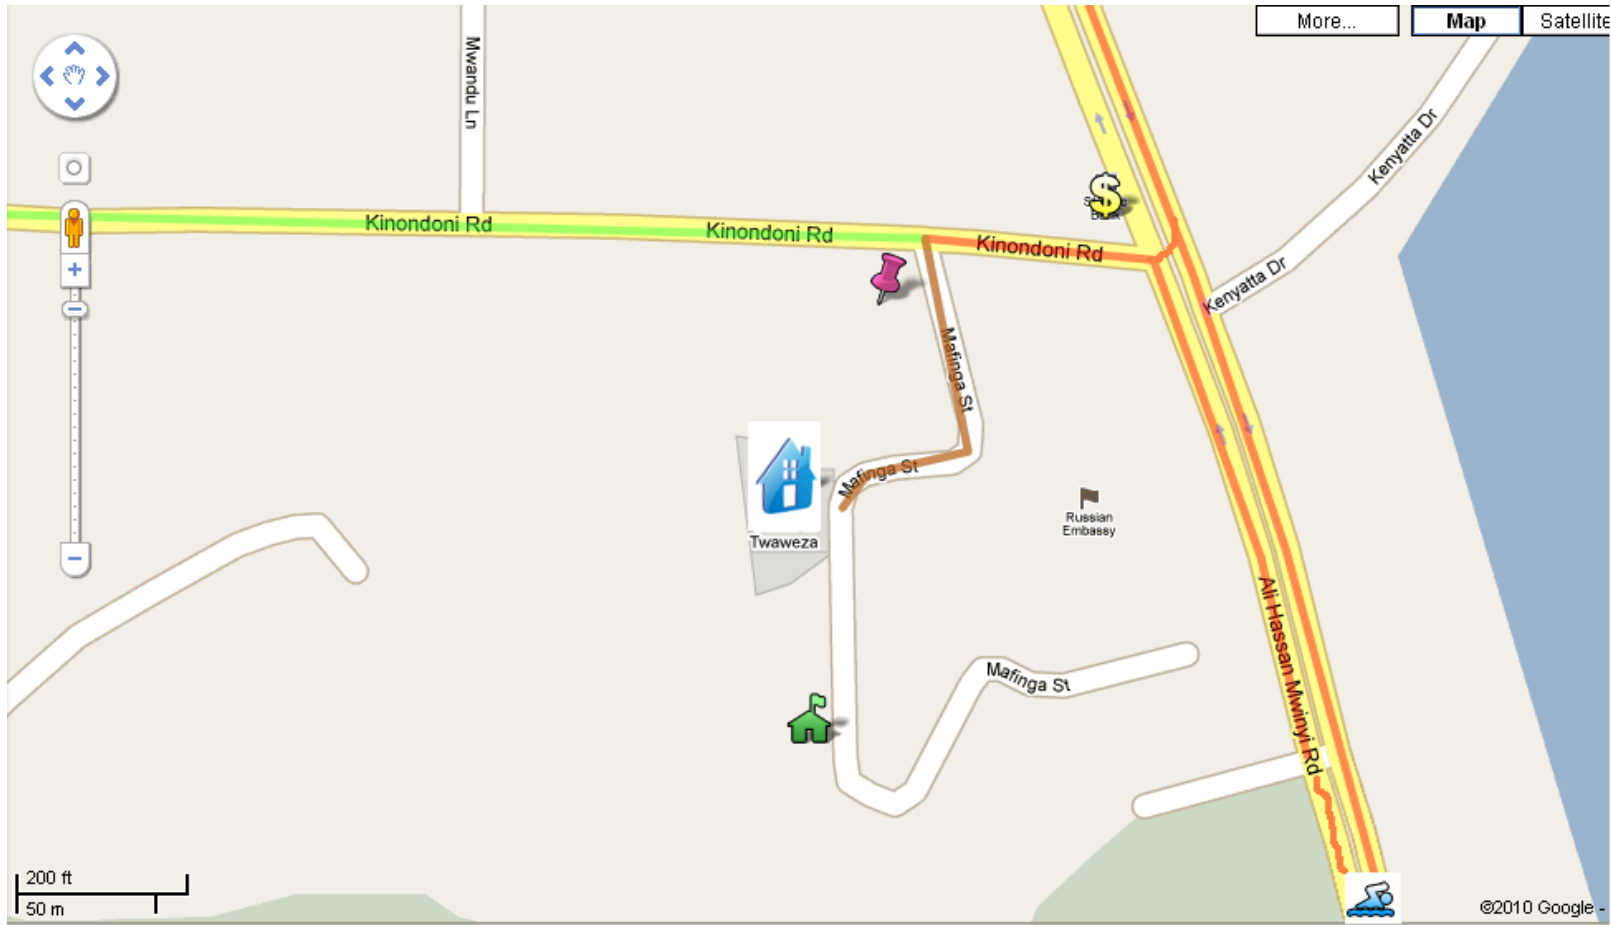 More...
Map
Satellite
Mwandu Ln
Kenyatta Dr
$
Kinondoni Rd
Kinondoni Rd
Kinondoni Rd
Kenyatta Dr
Mafinga St
Mafinga St
Russian
Embassy
Twaweza
Ali Hassan Mwinyi Rd
Mafinga St
200 ft
50 m
©2010 Google -